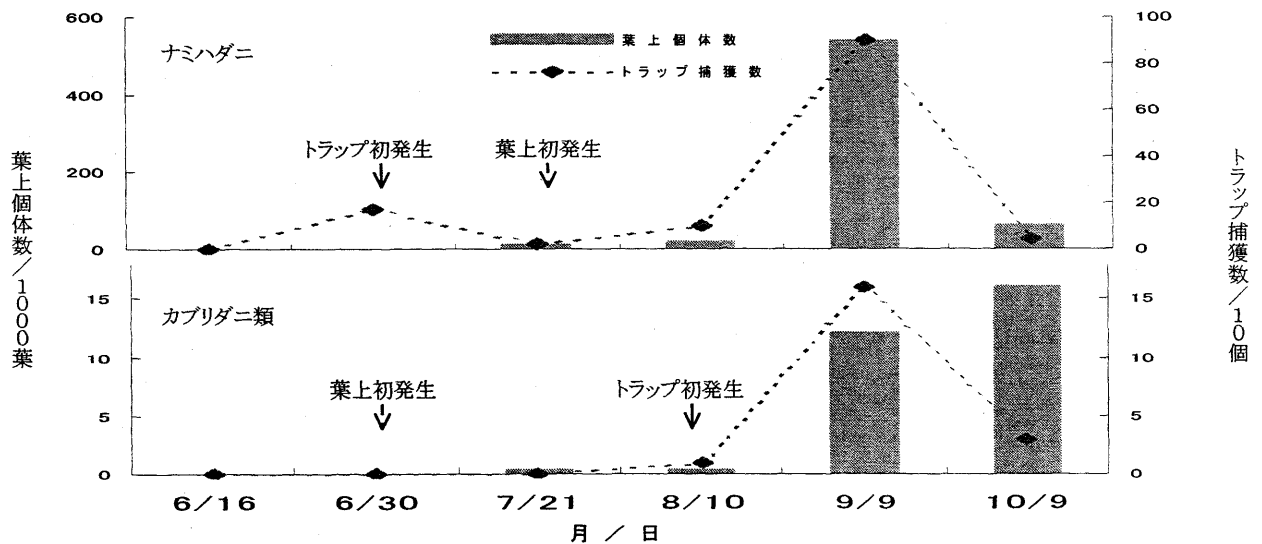 葉上個体数／1000葉
トラップ捕獲数／10個
600
400
200
0
100
80
60
40
20
0
ナミハダニ
葉上個体数
トラップ捕獲数
トラップ初発生
葉上初発生
15
10
5
0
15
10
5
0
カブリダニ類
葉上初発生
トラップ初発生
6/16 6/30 7/21 8/10 9/9 10/9
月 ／ 日